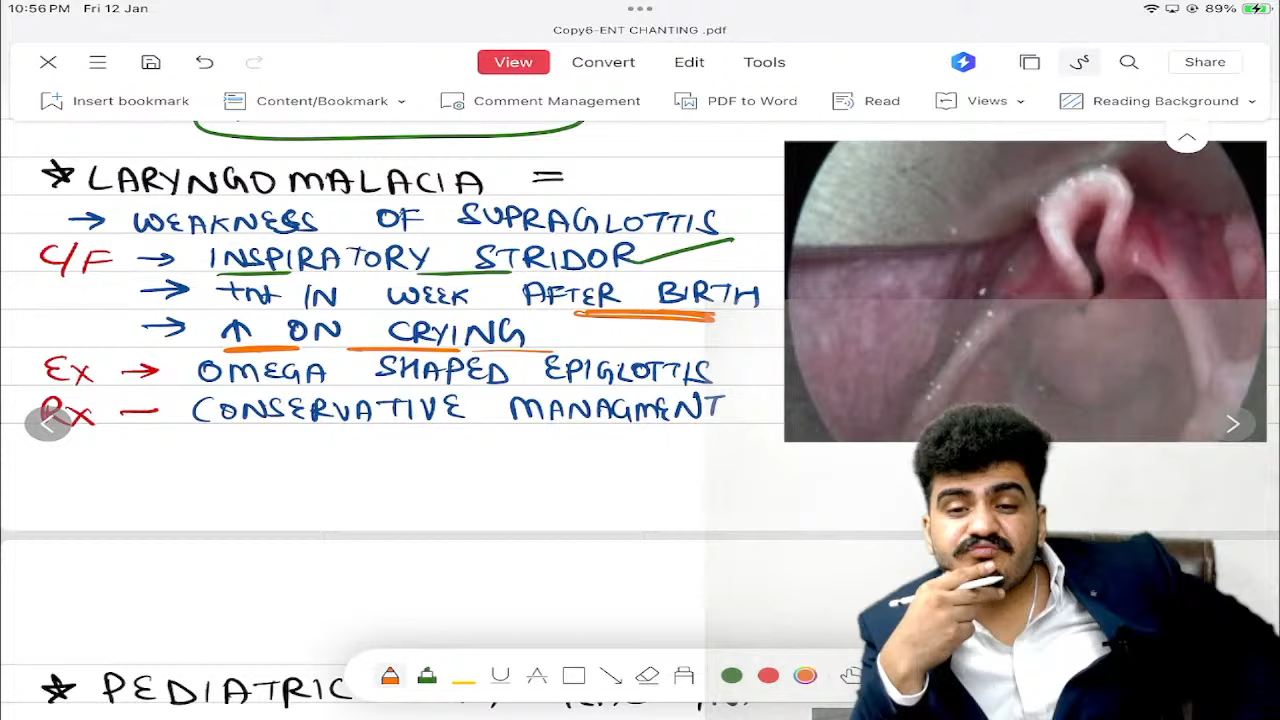 10:56 PM Fri 12 Jan
89%
Copy6-ENT CHANTING .pdf
View Convert Edit Tools Share
Insert bookmark Content/Bookmark Comment Management PDF to Word Read Views Reading Background
* LARYNGOMALACIA =
→ WEAKNESS OF SUPRAGLOTTIS
C/F → INSPIRATORY STRIDOR
→ +nt IN WEEK AFTER BIRTH
→ ↑ ON CRYING
Ex → OMEGA SHAPED EPIGLOTTIS
Rx — CONSERVATIVE MANAGMENT
* PEDIATRIC